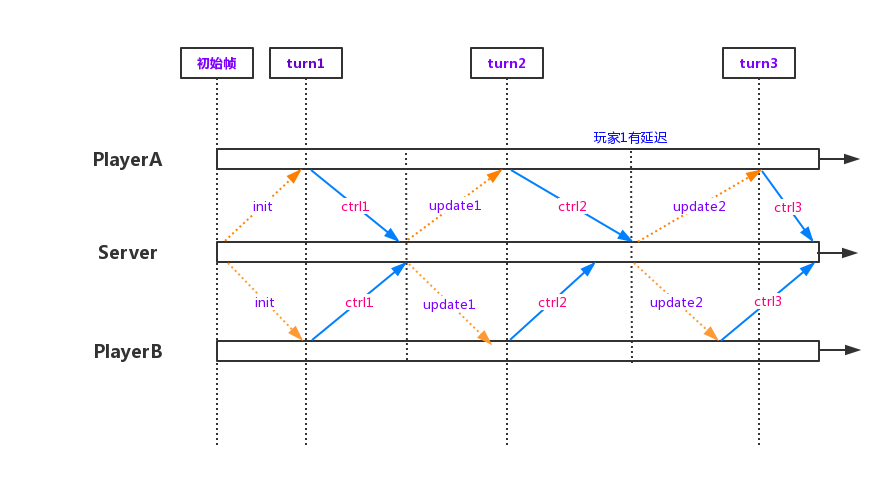 初始帧
turn1
turn2
turn3
玩家1有延迟
PlayerA
init
ctrl1
update1
ctrl2
update2
ctrl3
Server
init
ctrl1
update1
ctrl2
update2
ctrl3
PlayerB